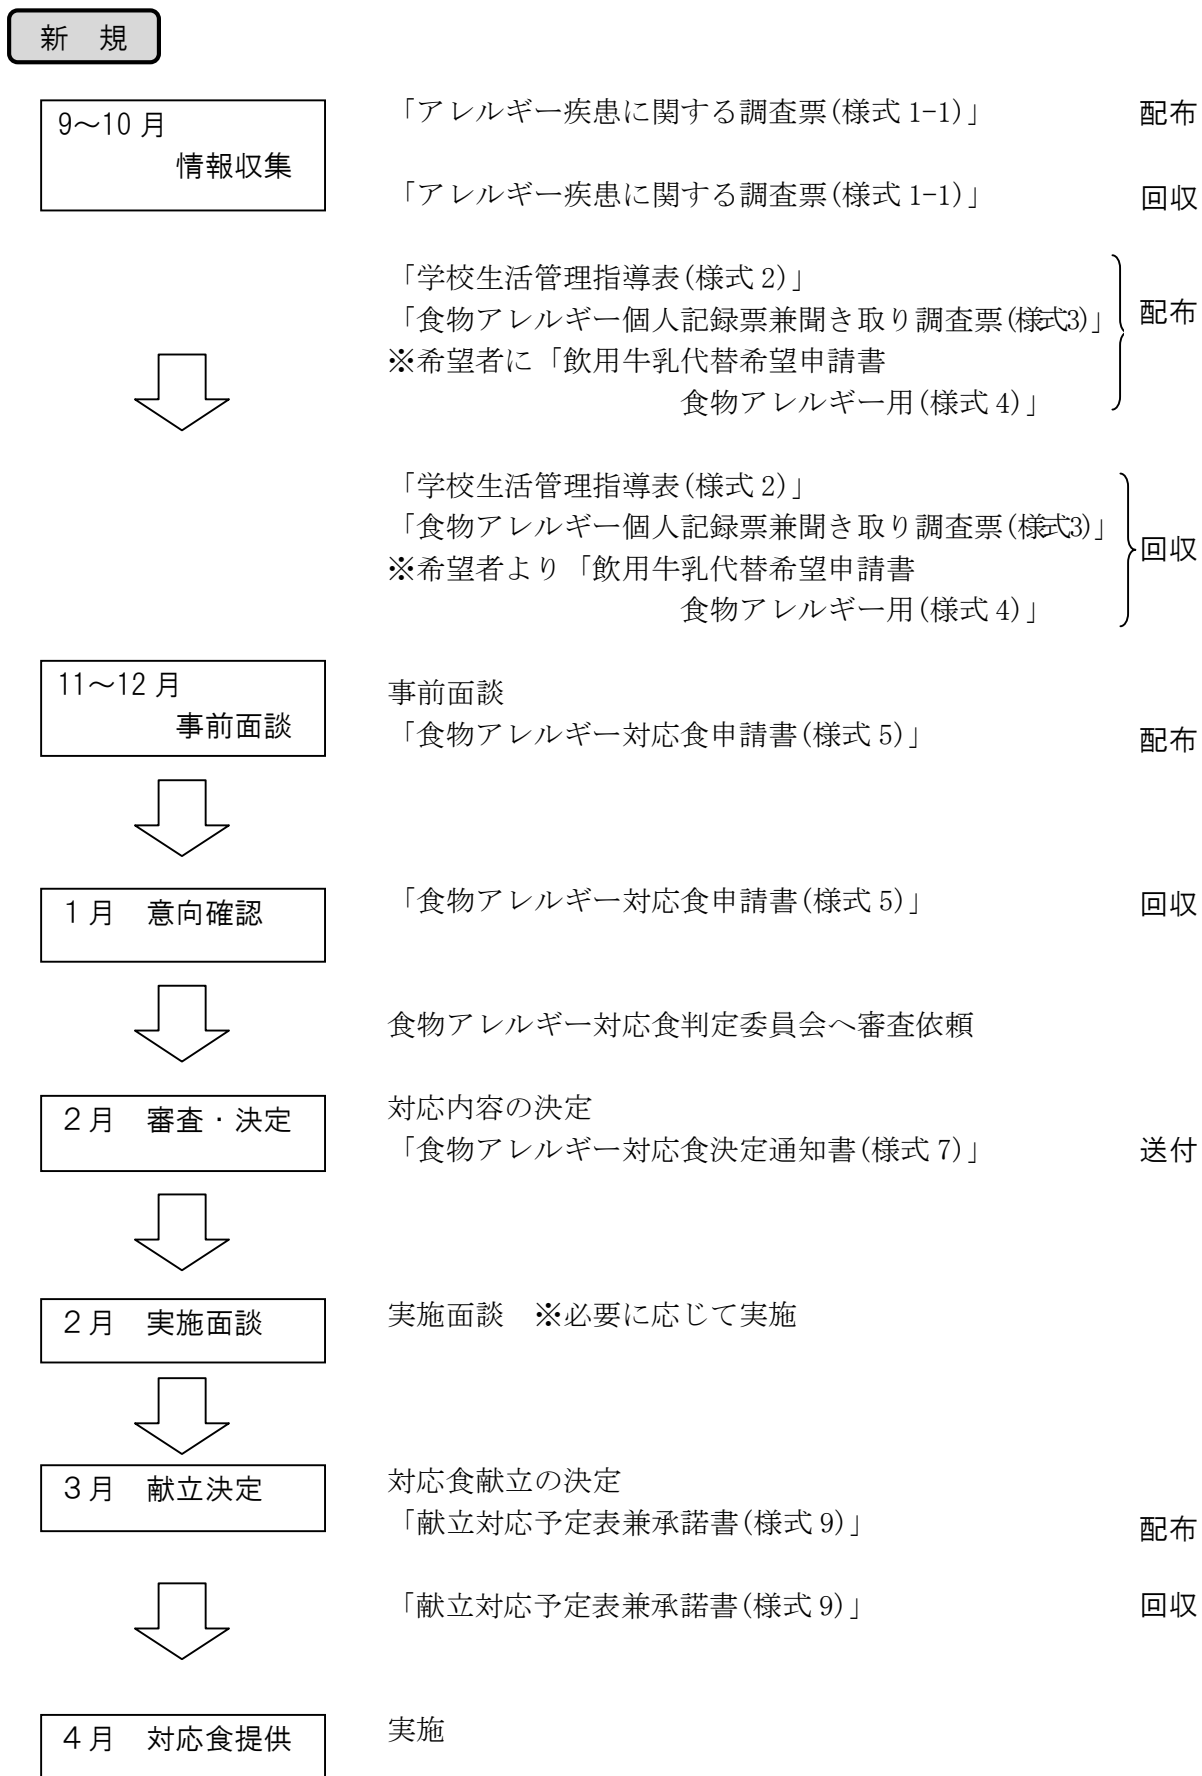 新　規
9～10 月
情報収集
「アレルギー疾患に関する調査票(様式 1-1)」　配布
「アレルギー疾患に関する調査票(様式 1-1)」　回収
「学校生活管理指導表(様式 2)」
「食物アレルギー個人記録票兼聞き取り調査票(様式3)」　配布
※希望者に「飲用牛乳代替希望申請書
食物アレルギー用(様式 4)」
「学校生活管理指導表(様式 2)」
「食物アレルギー個人記録票兼聞き取り調査票(様式3)」　回収
※希望者より「飲用牛乳代替希望申請書
食物アレルギー用(様式 4)」
11～12 月
事前面談
事前面談
「食物アレルギー対応食申請書(様式 5)」　配布
1月　意向確認
「食物アレルギー対応食申請書(様式 5)」　回収
食物アレルギー対応食判定委員会へ審査依頼
2月　審査・決定
対応内容の決定
「食物アレルギー対応食決定通知書(様式 7)」　送付
2月　実施面談
実施面談　※必要に応じて実施
3月　献立決定
対応食献立の決定
「献立対応予定表兼承諾書(様式 9)」　配布
「献立対応予定表兼承諾書(様式 9)」　回収
4月　対応食提供
実施